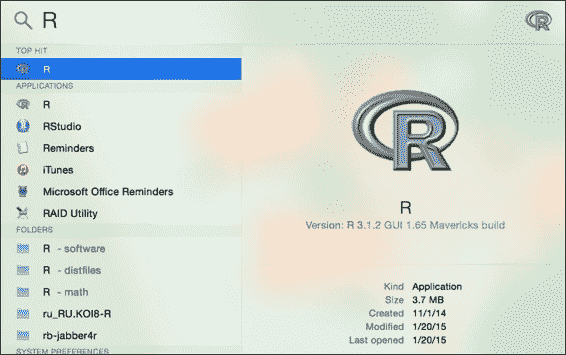 R
TOP HIT
R
APPLICATIONS
R
RStudio
Reminders
iTunes
Microsoft Office Reminders
RAID Utility
FOLDERS
R - software
R - distfiles
R - math
ru_RU.KOI8-R
rb-jabber4r
SYSTEM PREFERENCES
R
R
Version: R 3.1.2 GUI 1.65 Mavericks build
Kind Application
Size 3.7 MB
Created 11/1/14
Modified 1/20/15
Last opened 1/20/15